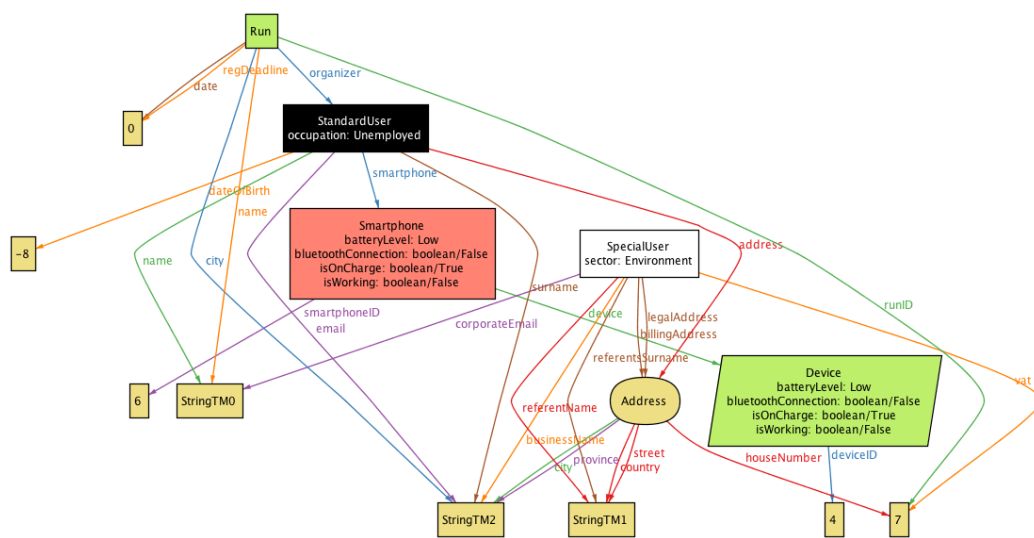 Run
regDeadline
date
organizer
0
StandardUser
occupation: Unemployed
smartphone
dateOfBirth
name
-8
Smartphone
batteryLevel: Low
bluetoothConnection: boolean/False
isOnCharge: boolean/True
isWorking: boolean/False
SpecialUser
sector: Environment
address
name
city
surname
smartphoneID
email
corporateEmail
device
legalAddress
billingAddress
runID
referentsSurname
Device
batteryLevel: Low
bluetoothConnection: boolean/False
isOnCharge: boolean/True
isWorking: boolean/False
vat
6
StringTM0
referentName
Address
businessName
province
city
street
country
houseNumber
deviceID
StringTM2
StringTM1
4
7